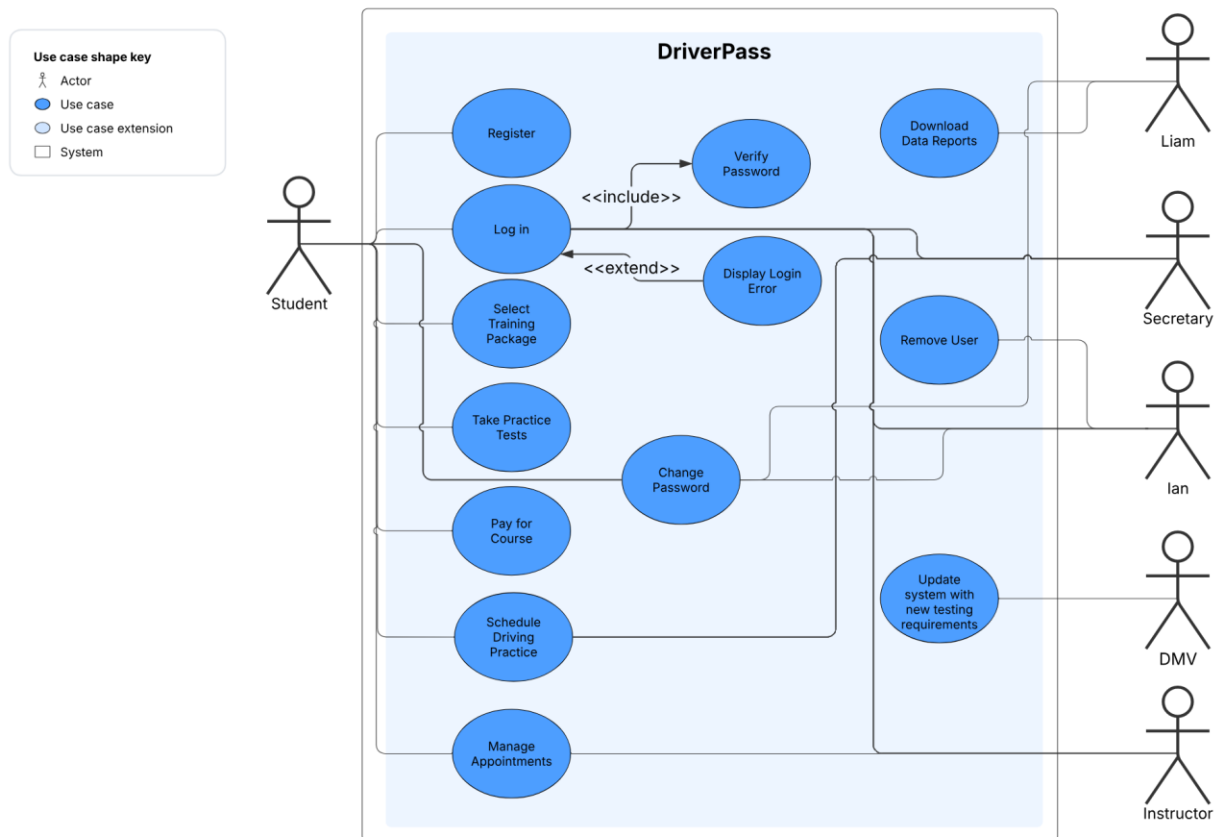 Use case shape key
Actor
Use case
Use case extension
System
DriverPass
Register
Verify
Password
Download
Data Reports
Liam
<<include>>
Log in
<<extend>>
Display Login
Error
Student
Select
Training
Package
Remove User
Secretary
Take Practice
Tests
Change
Password
Ian
Pay for
Course
Update
system with
new testing
requirements
Schedule
Driving
Practice
DMV
Manage
Appointments
Instructor